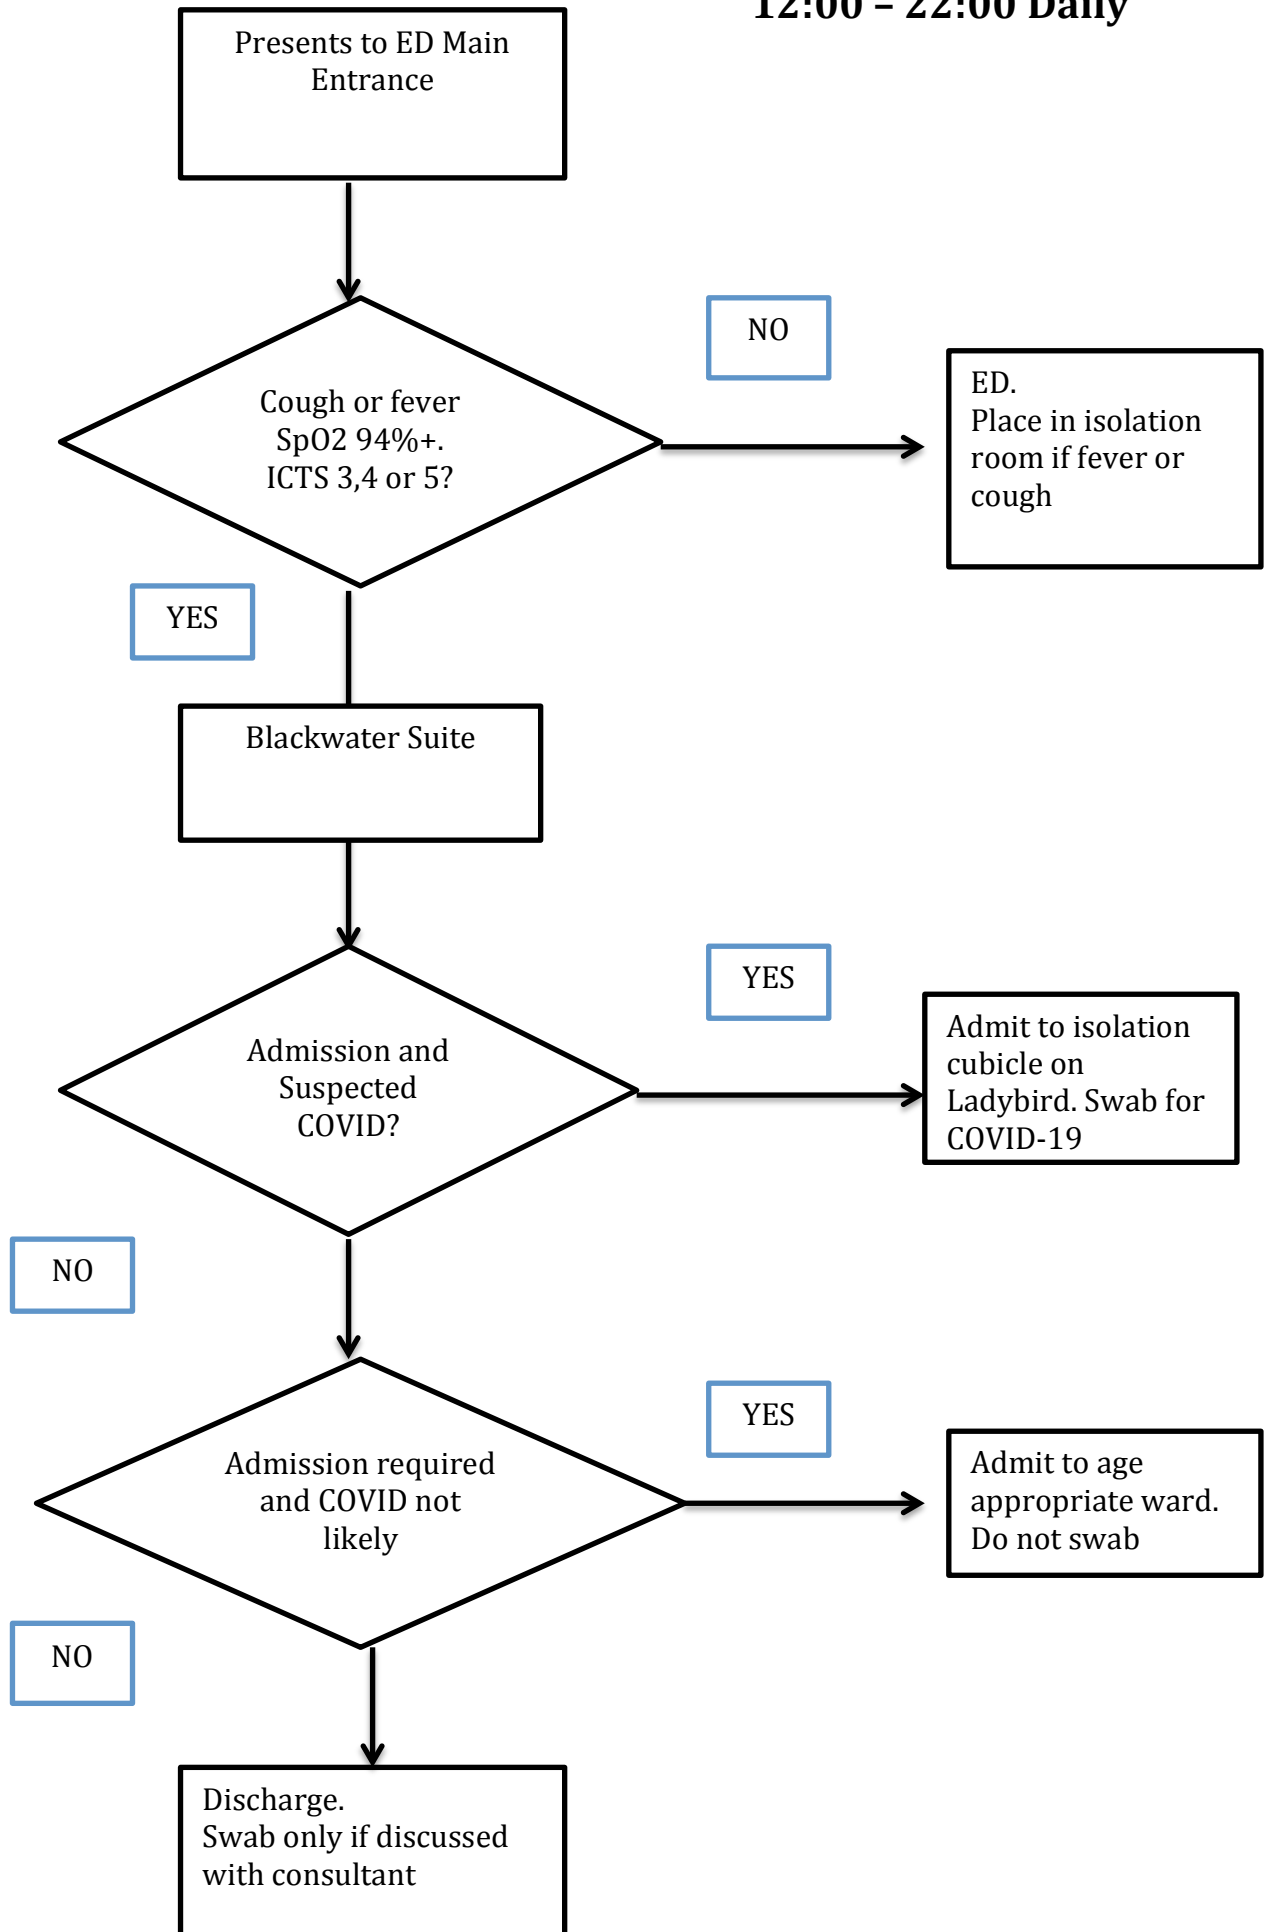 12:00 – 22:00 Daily
Presents to ED Main
Entrance
Cough or fever
SpO2 94%+.
ICTS 3,4 or 5?
NO
ED.
Place in isolation
room if fever or
cough
YES
Blackwater Suite
Admission and
Suspected
COVID?
YES
Admit to isolation
cubicle on
Ladybird. Swab for
COVID-19
NO
Admission required
and COVID not
likely
YES
Admit to age
appropriate ward.
Do not swab
NO
Discharge.
Swab only if discussed
with consultant